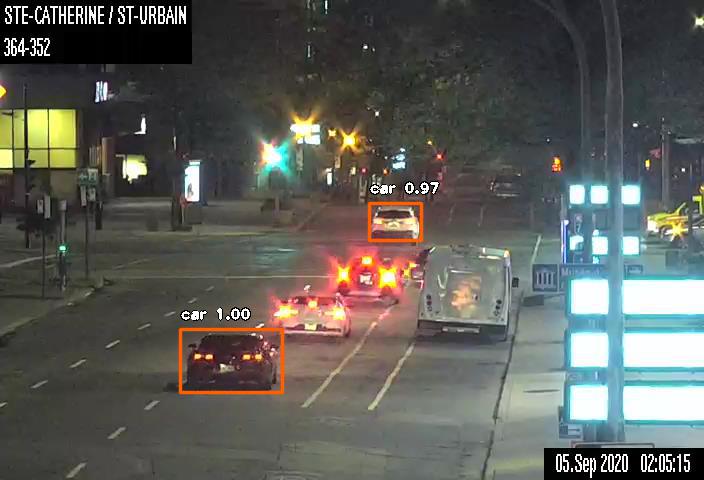 STE-CATHERINE / ST-URBAIN
364-352
car 0.97
car 1.00
05.Sep 2020 02:05:15